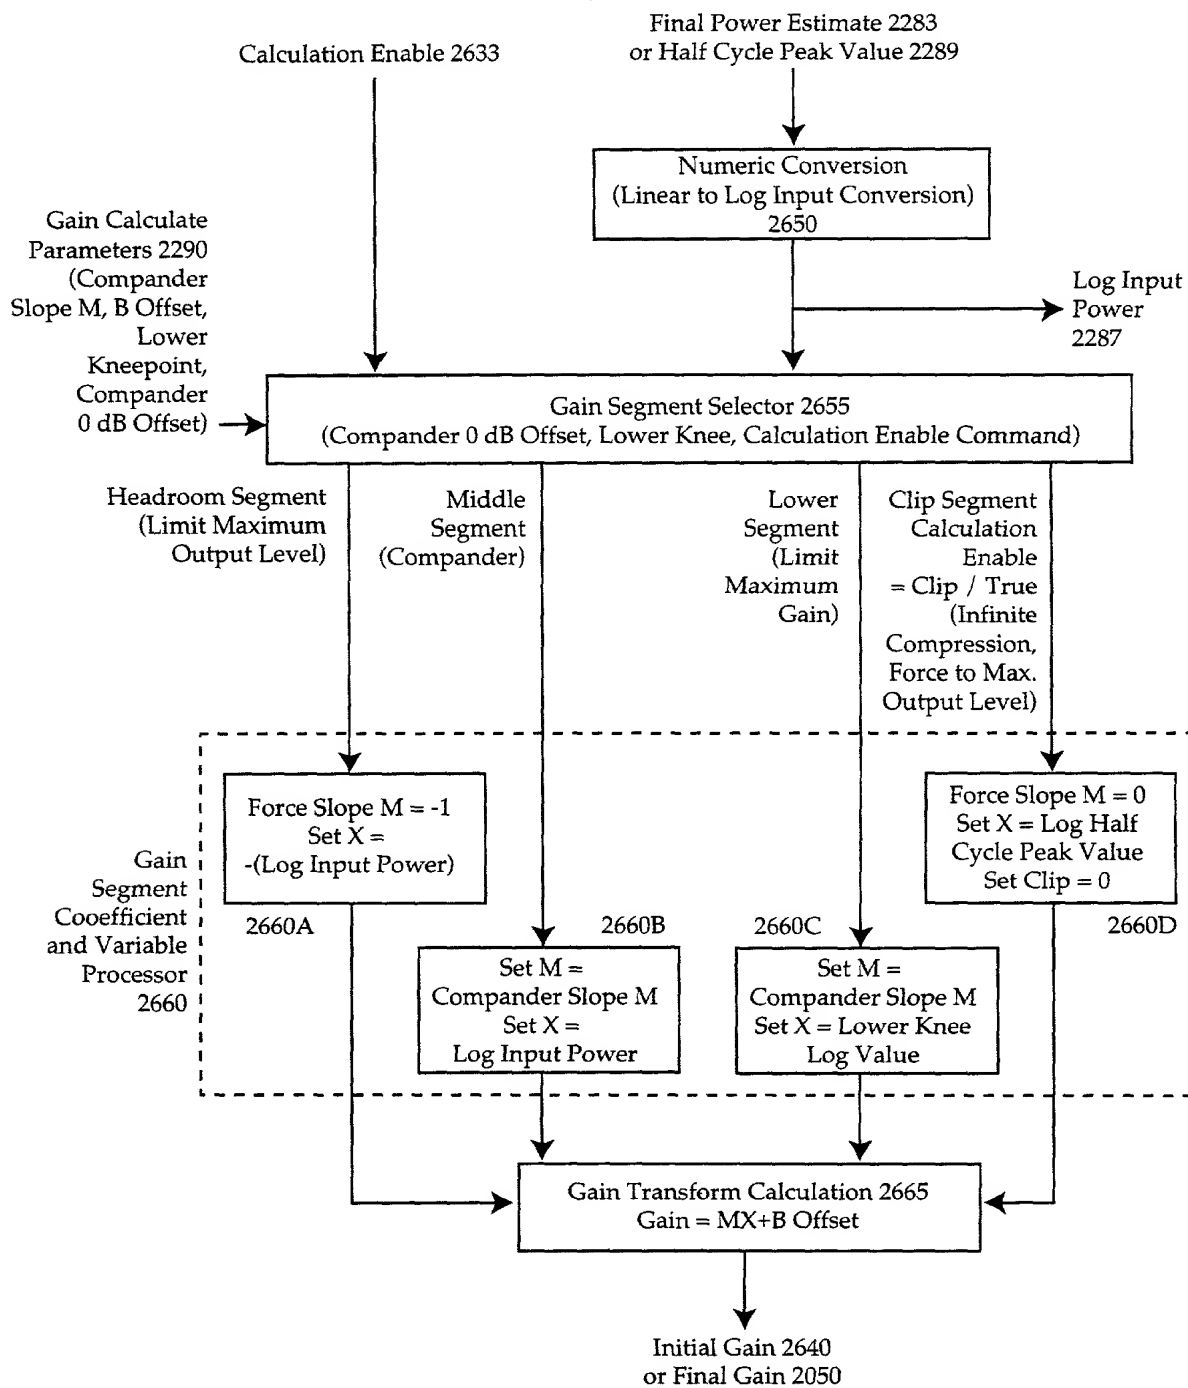 Final Power Estimate 2283
or Half Cycle Peak Value 2289
Calculation Enable 2633
Numeric Conversion
(Linear to Log Input Conversion)
2650
Gain Calculate
Parameters 2290
(Compander
Slope M, B Offset,
Lower
Kneepoint,
Compander
0 dB Offset)
Log Input
Power
2287
Gain Segment Selector 2655
(Compander 0 dB Offset, Lower Knee, Calculation Enable Command)
Headroom Segment
(Limit Maximum
Output Level)
Middle
Segment
(Compander)
Lower
Segment
(Limit
Maximum
Gain)
Clip Segment
Calculation
Enable
= Clip / True
(Infinite
Compression,
Force to Max.
Output Level)
Force Slope M = -1
Set X =
-(Log Input Power)
2660A
Force Slope M = 0
Set X = Log Half
Cycle Peak Value
Set Clip = 0
2660D
Gain
Segment
Cooefficient
and Variable
Processor
2660
2660B
Set M =
Compander Slope M
Set X =
Log Input Power
2660C
Set M =
Compander Slope M
Set X = Lower Knee
Log Value
Gain Transform Calculation 2665
Gain = MX+B Offset
Initial Gain 2640
or Final Gain 2050